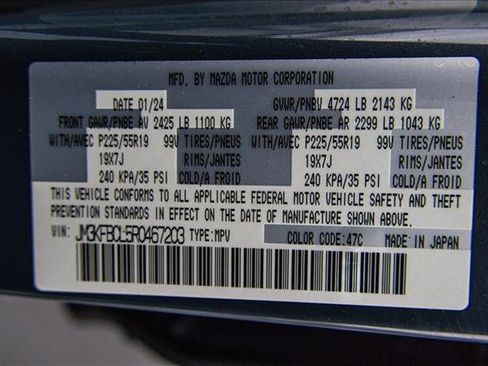 MFD. BY MAZDA MOTOR CORPORATION
DATE 01/24 GVWR/PNBV 4724 LB 2143 KG
FRONT GAWR/PNBE AV 2425 LB 1100 KG REAR GAWR/PNBE AR 2299 LB 1043 KG
WITH/AVEC P225/55R19 99V TIRES/PNEUS WITH/AVEC P225/55R19 99V TIRES/PNEUS
19X7J RIMS/JANTES 19X7J RIMS/JANTES
240 KPA/35 PSI COLD/A FROID 240 KPA/35 PSI COLD/A FROID
THIS VEHICLE CONFORMS TO ALL APPLICABLE FEDERAL MOTOR VEHICLE SAFETY AND THEFT
PREVENTION STANDARDS IN EFFECT ON THE DATE OF MANUFACTURE SHOWN ABOVE.
VIN: JM3KFBCL5R0467203 TYPE: MPV COLOR CODE: 47C MADE IN JAPAN